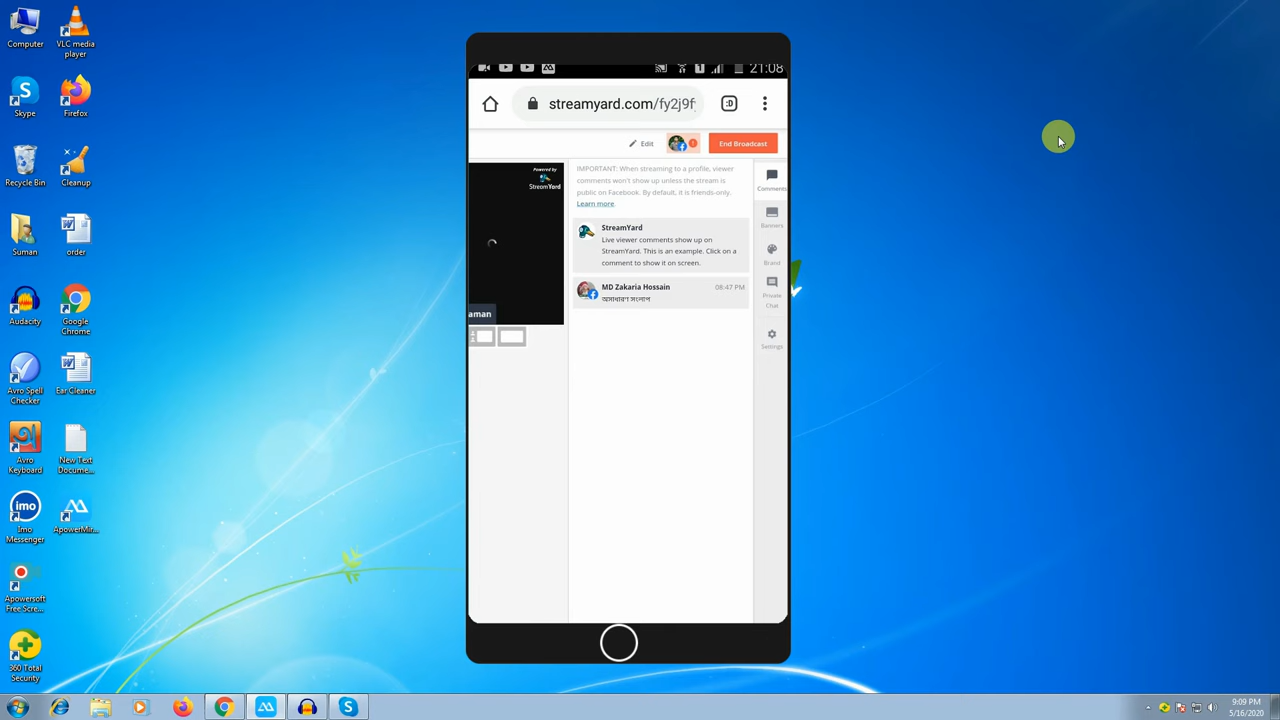 Computer
VLC media
player
Skype
Firefox
Recycle Bin
Cleanup
Suman
order
Audacity
Google
Chrome
Avro Spell
Checker
Ear Cleaner
Avro
Keyboard
New Text
Docume...
Imo
Messenger
ApowerMir...
Apowersoft
Free Scre...
360 Total
Security
21:08
streamyard.com/fy2j9f
:D
Edit
End Broadcast
Powered by
StreamYard
aman
IMPORTANT: When streaming to a profile, viewer
comments won't show up unless the stream is
public on Facebook. By default, it is friends-only.
Learn more.
StreamYard
Live viewer comments show up on
StreamYard. This is an example. Click on a
comment to show it on screen.
MD Zakaria Hossain 08:47 PM
অসাধারণ সংলাপ
Comments
Banners
Brand
Private
Chat
Settings
9:09 PM
5/16/2020